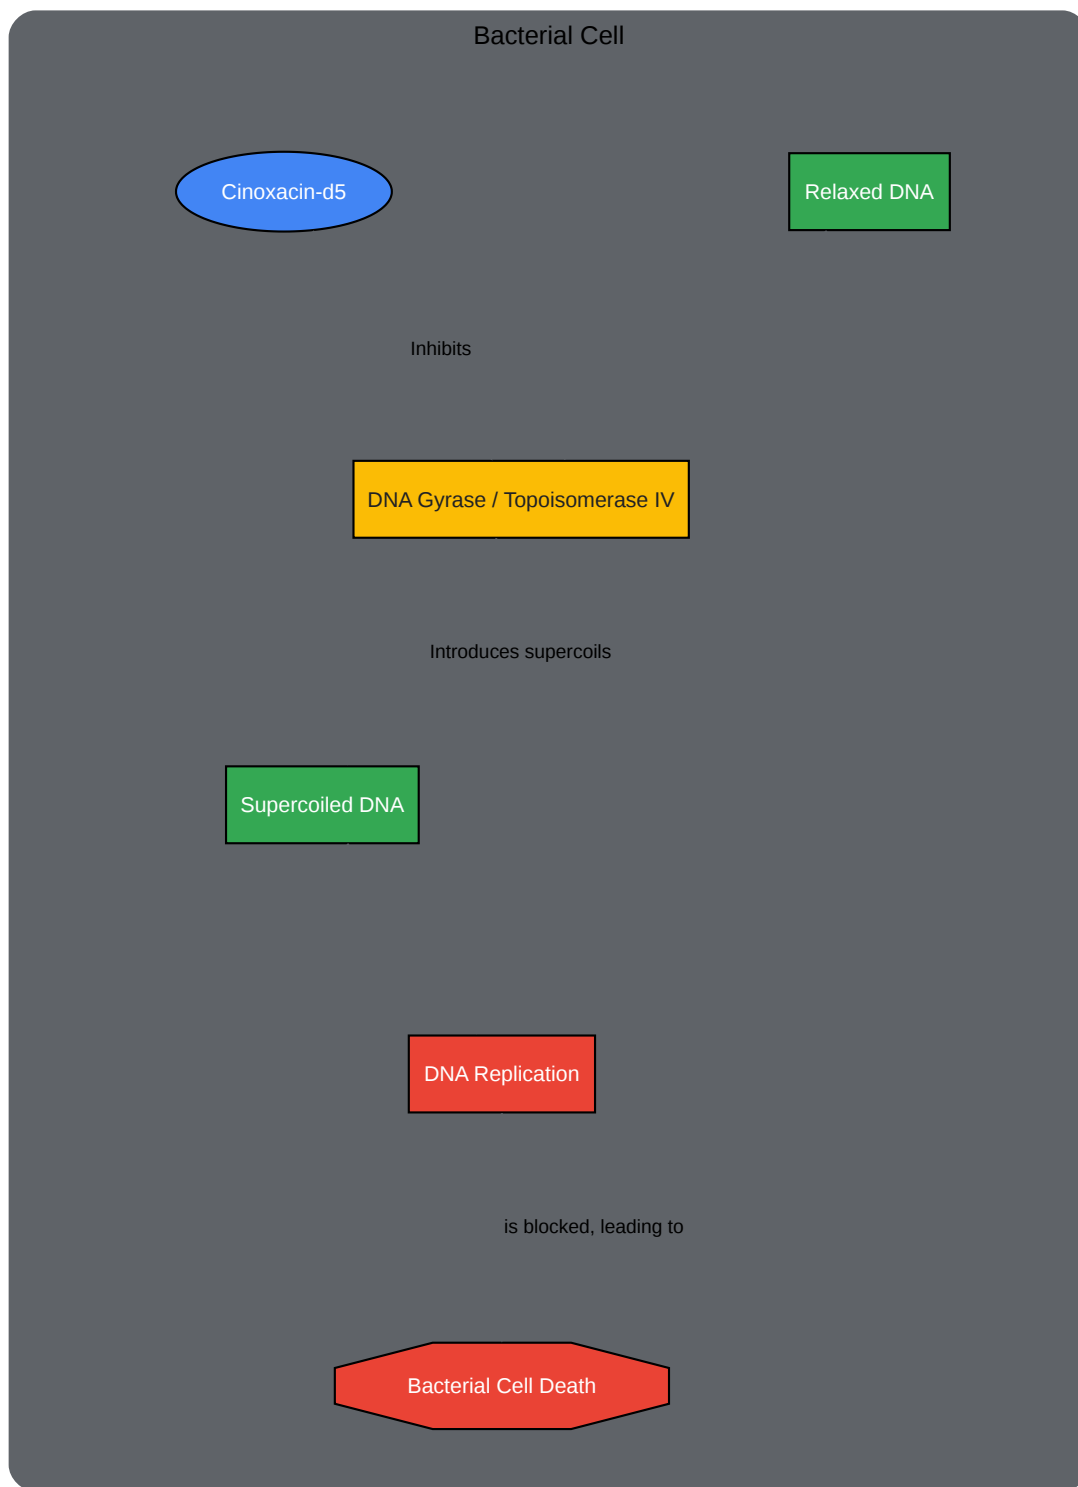 Bacterial Cell
Cinoxacin-d5
Relaxed DNA
Inhibits
DNA Gyrase / Topoisomerase IV
Introduces supercoils
Supercoiled DNA
DNA Replication
is blocked, leading to
Bacterial Cell Death